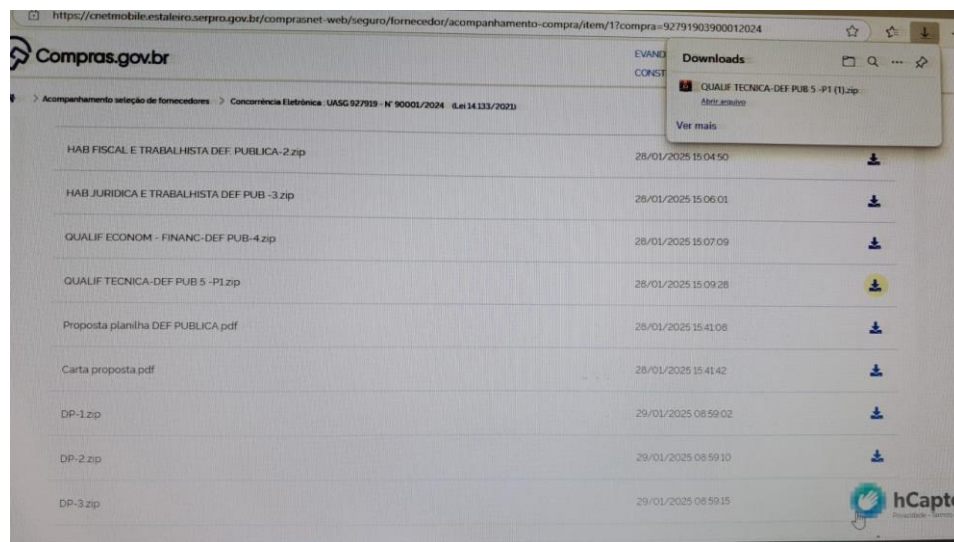 https://cnetmobile.estaleiro.serpro.gov.br/comprasnet-web/seguro/fornecedor/acompanhamento-compra/item/1?compra=92791903900012024
Compras.gov.br
EVAND
CONST
Downloads
QUALIF TECNICA-DEF PUB 5 -P1 (1).zip
Abrir arquivo
Ver mais
Acompanhamento seleção de fornecedores > Concorrência Eletrônica : UASG 927919 - N° 90001/2024 (Lei 14.133/2021)
HAB FISCAL E TRABALHISTA DEF. PUBLICA-2.zip 28/01/2025 15:04:50
HAB JURIDICA E TRABALHISTA DEF PUB -3.zip 28/01/2025 15:06:01
QUALIF ECONOM - FINANC-DEF PUB-4.zip 28/01/2025 15:07:09
QUALIF TECNICA-DEF PUB 5 -P1.zip 28/01/2025 15:09:28
Proposta planilha DEF PUBLICA.pdf 28/01/2025 15:41:08
Carta proposta.pdf 28/01/2025 15:41:42
DP-1.zip 29/01/2025 08:59:02
DP-2.zip 29/01/2025 08:59:10
DP-3.zip 29/01/2025 08:59:15
hCaptc
Privacidade - Termos